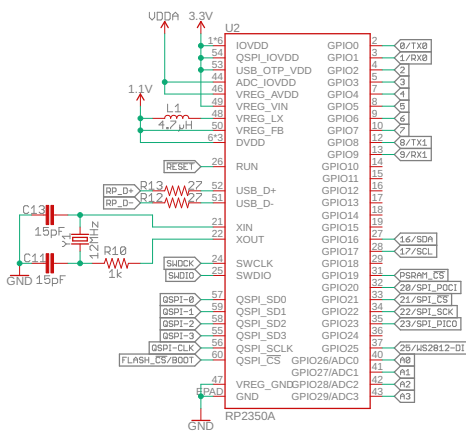 VDDA 3.3V
U2
1*6 IOVDD GPIO0 2 0/TX0
54 QSPI_IOVDD GPIO1 3 1/RX0
53 USB_OTP_VDD GPIO2 4 2
44 ADC_IOVDD GPIO3 5 3
46 VREG_AVDD GPIO4 7 4
1.1V 49 VREG_VIN GPIO5 8 5
L1 48 VREG_LX GPIO6 9 6
4.7µH 50 VREG_FB GPIO7 10 7
6*3 DVDD GPIO8 12 8/TX1
GPIO9 13 9/RX1
RESET 26 RUN GPIO10 14
GPIO11 15
RP_D+ R13 27 52 USB_D+ GPIO12 16
RP_D- R12 27 51 USB_D- GPIO13 17
GPIO14 18
C13 15pF 21 XIN GPIO15 19
Y1 12MHz 22 XOUT GPIO16 27 16/SDA
GPIO17 28 17/SCL
C11 15pF R10 1k SWDCK 24 SWCLK GPIO18 29
SWDIO 25 SWDIO GPIO19 31 PSRAM_CS
GND GPIO20 32 20/SPI_POCI
QSPI-0 57 QSPI_SD0 GPIO21 33 21/SPI_CS
QSPI-1 59 QSPI_SD1 GPIO22 34 22/SPI_SCK
QSPI-2 58 QSPI_SD2 GPIO23 35 23/SPI_PICO
QSPI-3 55 QSPI_SD3 GPIO24 36
QSPI-CLK 56 QSPI_SCLK GPIO25 37 25/WS2812-DI
FLASH_CS/BOOT 60 QSPI_CS GPIO26/ADC0 40 A0
GPIO27/ADC1 41 A1
47 VREG_GND GPIO28/ADC2 42 A2
EPAD GND GPIO29/ADC3 43 A3
RP2350A
GND